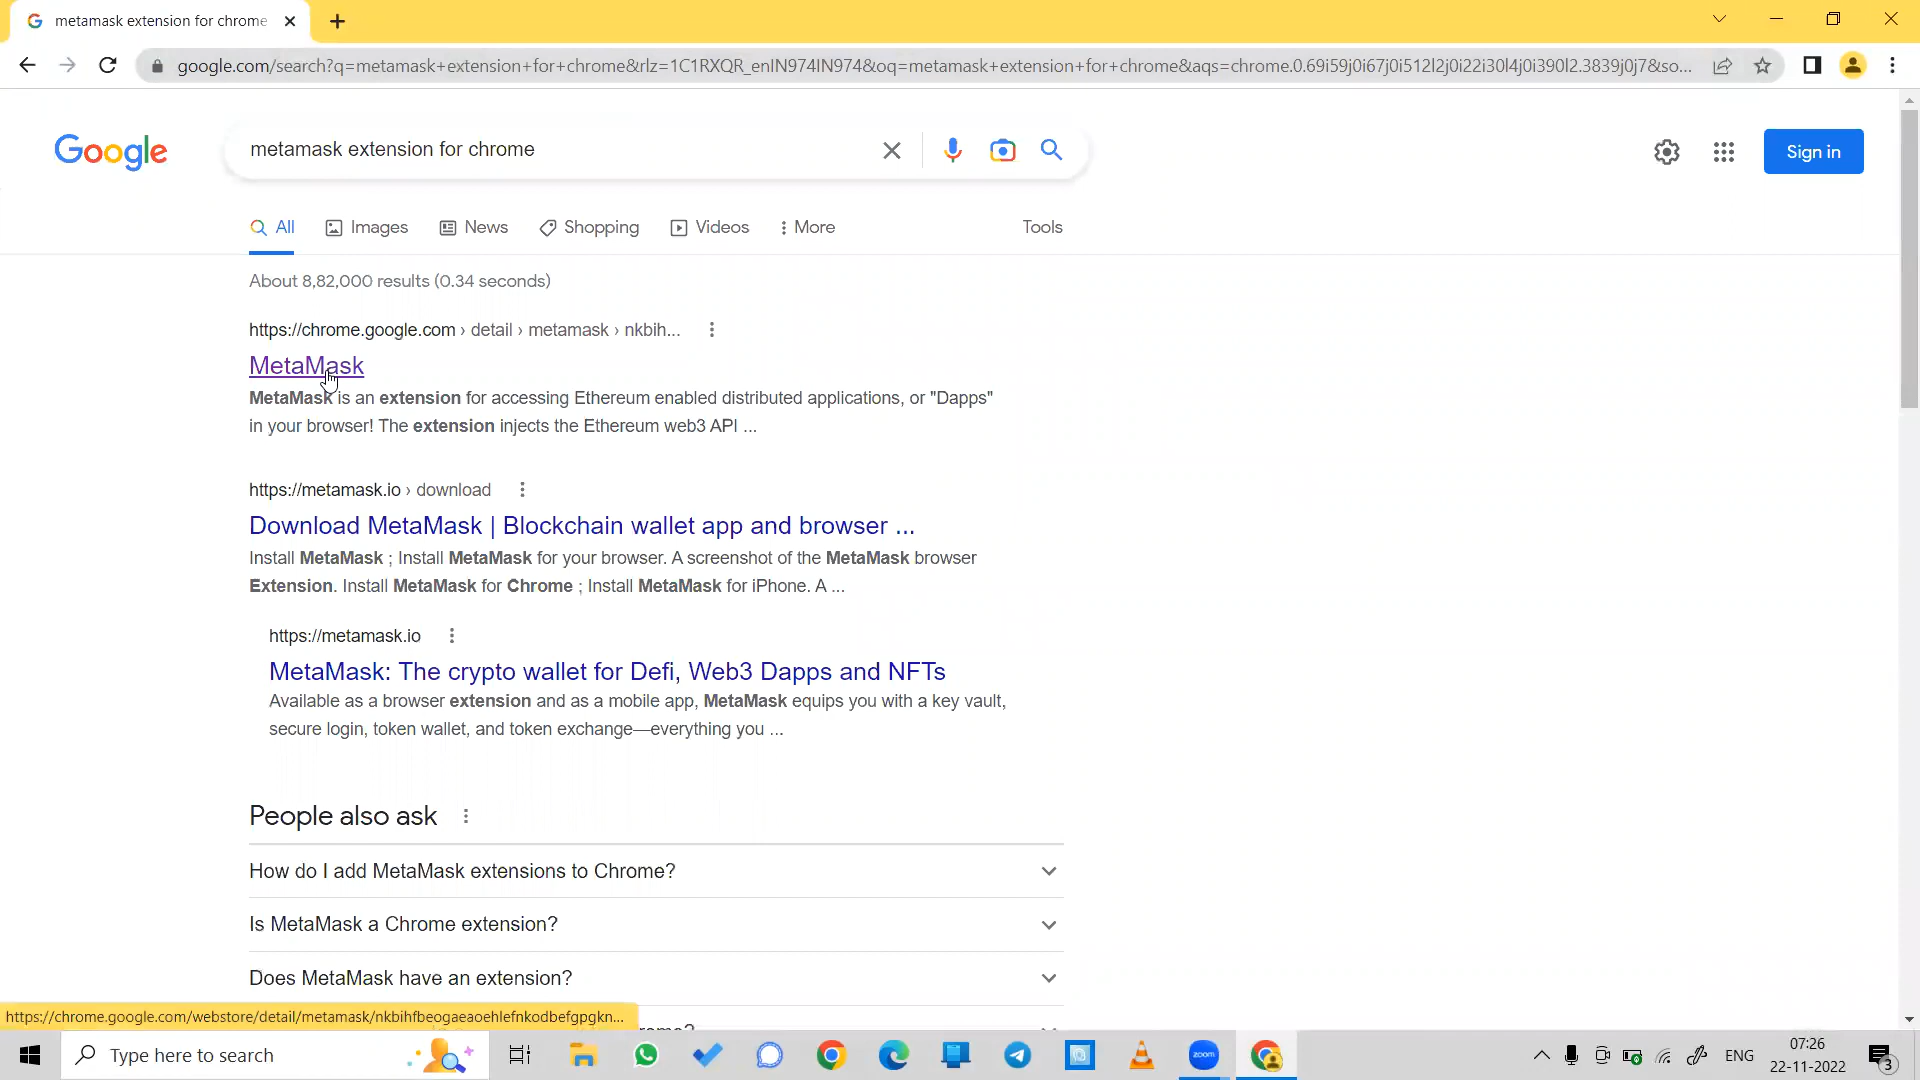 metamask extension for chrome
google.com/search?q=metamask+extension+for+chrome&rlz=1C1RXQR_enIN974IN974&oq=metamask+extension+for+chrome&aqs=chrome.0.69i59j0i67j0i512l2j0i22i30l4j0i390l2.3839j0j7&so...
Google
metamask extension for chrome
Sign in
All
Images
News
Shopping
Videos
More
Tools
About 8,82,000 results (0.34 seconds)
https://chrome.google.com › detail › metamask › nkbih...
MetaMask
MetaMask is an extension for accessing Ethereum enabled distributed applications, or "Dapps"
in your browser! The extension injects the Ethereum web3 API ...
https://metamask.io › download
Download MetaMask | Blockchain wallet app and browser ...
Install MetaMask ; Install MetaMask for your browser. A screenshot of the MetaMask browser
Extension. Install MetaMask for Chrome ; Install MetaMask for iPhone. A ...
https://metamask.io
MetaMask: The crypto wallet for Defi, Web3 Dapps and NFTs
Available as a browser extension and as a mobile app, MetaMask equips you with a key vault,
secure login, token wallet, and token exchange—everything you ...
People also ask
How do I add MetaMask extensions to Chrome?
Is MetaMask a Chrome extension?
Does MetaMask have an extension?
https://chrome.google.com/webstore/detail/metamask/nkbihfbeogaeaoehlefnkodbefgpgkn...
Type here to search
zoom
ENG
07:26
22-11-2022
3